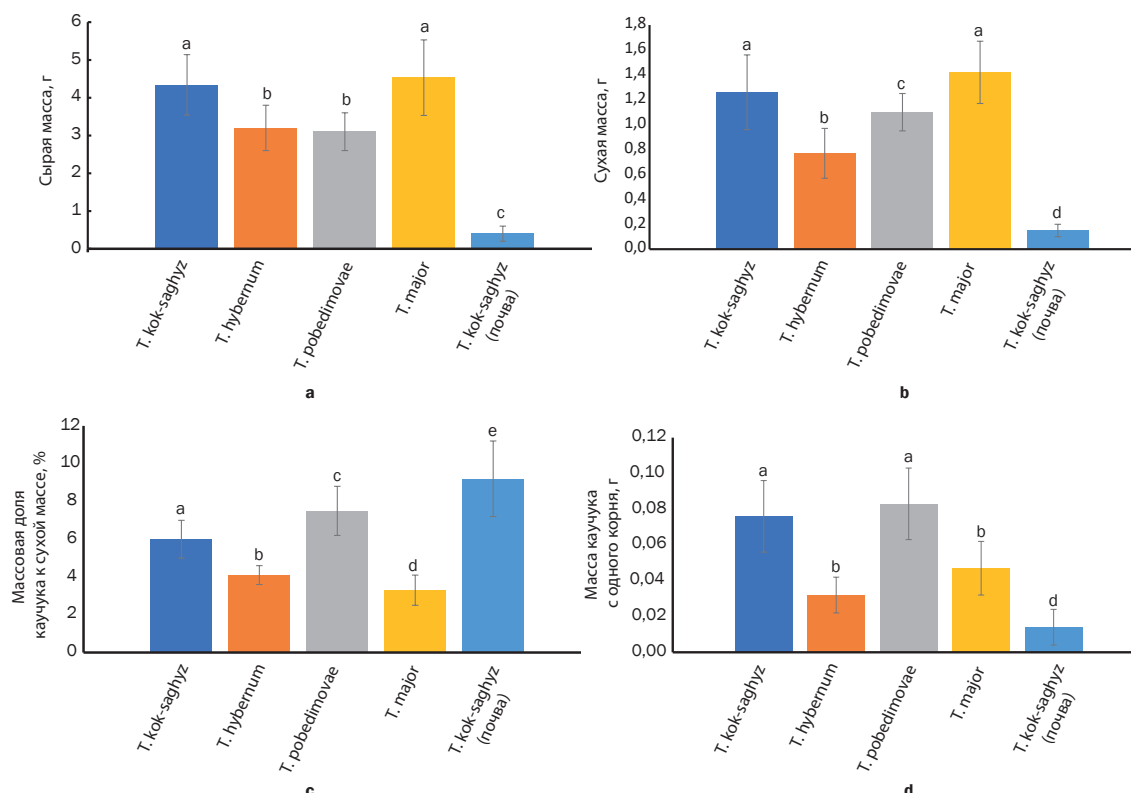 Сырая масса, г
6
5
4
3
2
1
0
a
b
b
a
c
T. kok-saghyz
T. hybernum
T. pobedimovae
T. major
T. kok-saghyz
(почва)
a
Сухая масса, г
1,8
1,6
1,4
1,2
1,0
0,8
0,6
0,4
0,2
0,0
a
b
c
a
d
T. kok-saghyz
T. hybernum
T. pobedimovae
T. major
T. kok-saghyz
(почва)
b
Массовая доля
каучука к сухой массе, %
12
10
8
6
4
2
0
a
b
c
d
e
T. kok-saghyz
T. hybernum
T. pobedimovae
T. major
T. kok-saghyz
(почва)
c
Масса каучука
с одного корня, г
0,12
0,10
0,08
0,06
0,04
0,02
0,00
a
b
a
b
d
T. kok-saghyz
T. hybernum
T. pobedimovae
T. major
T. kok-saghyz
(почва)
d